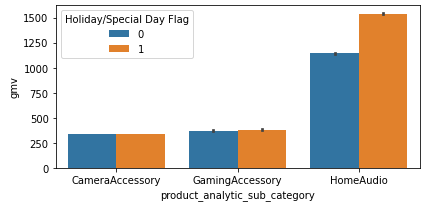 Holiday/Special Day Flag
0
1
1500
1250
1000
750
500
250
0
gmv
CameraAccessory GamingAccessory HomeAudio
product_analytic_sub_category